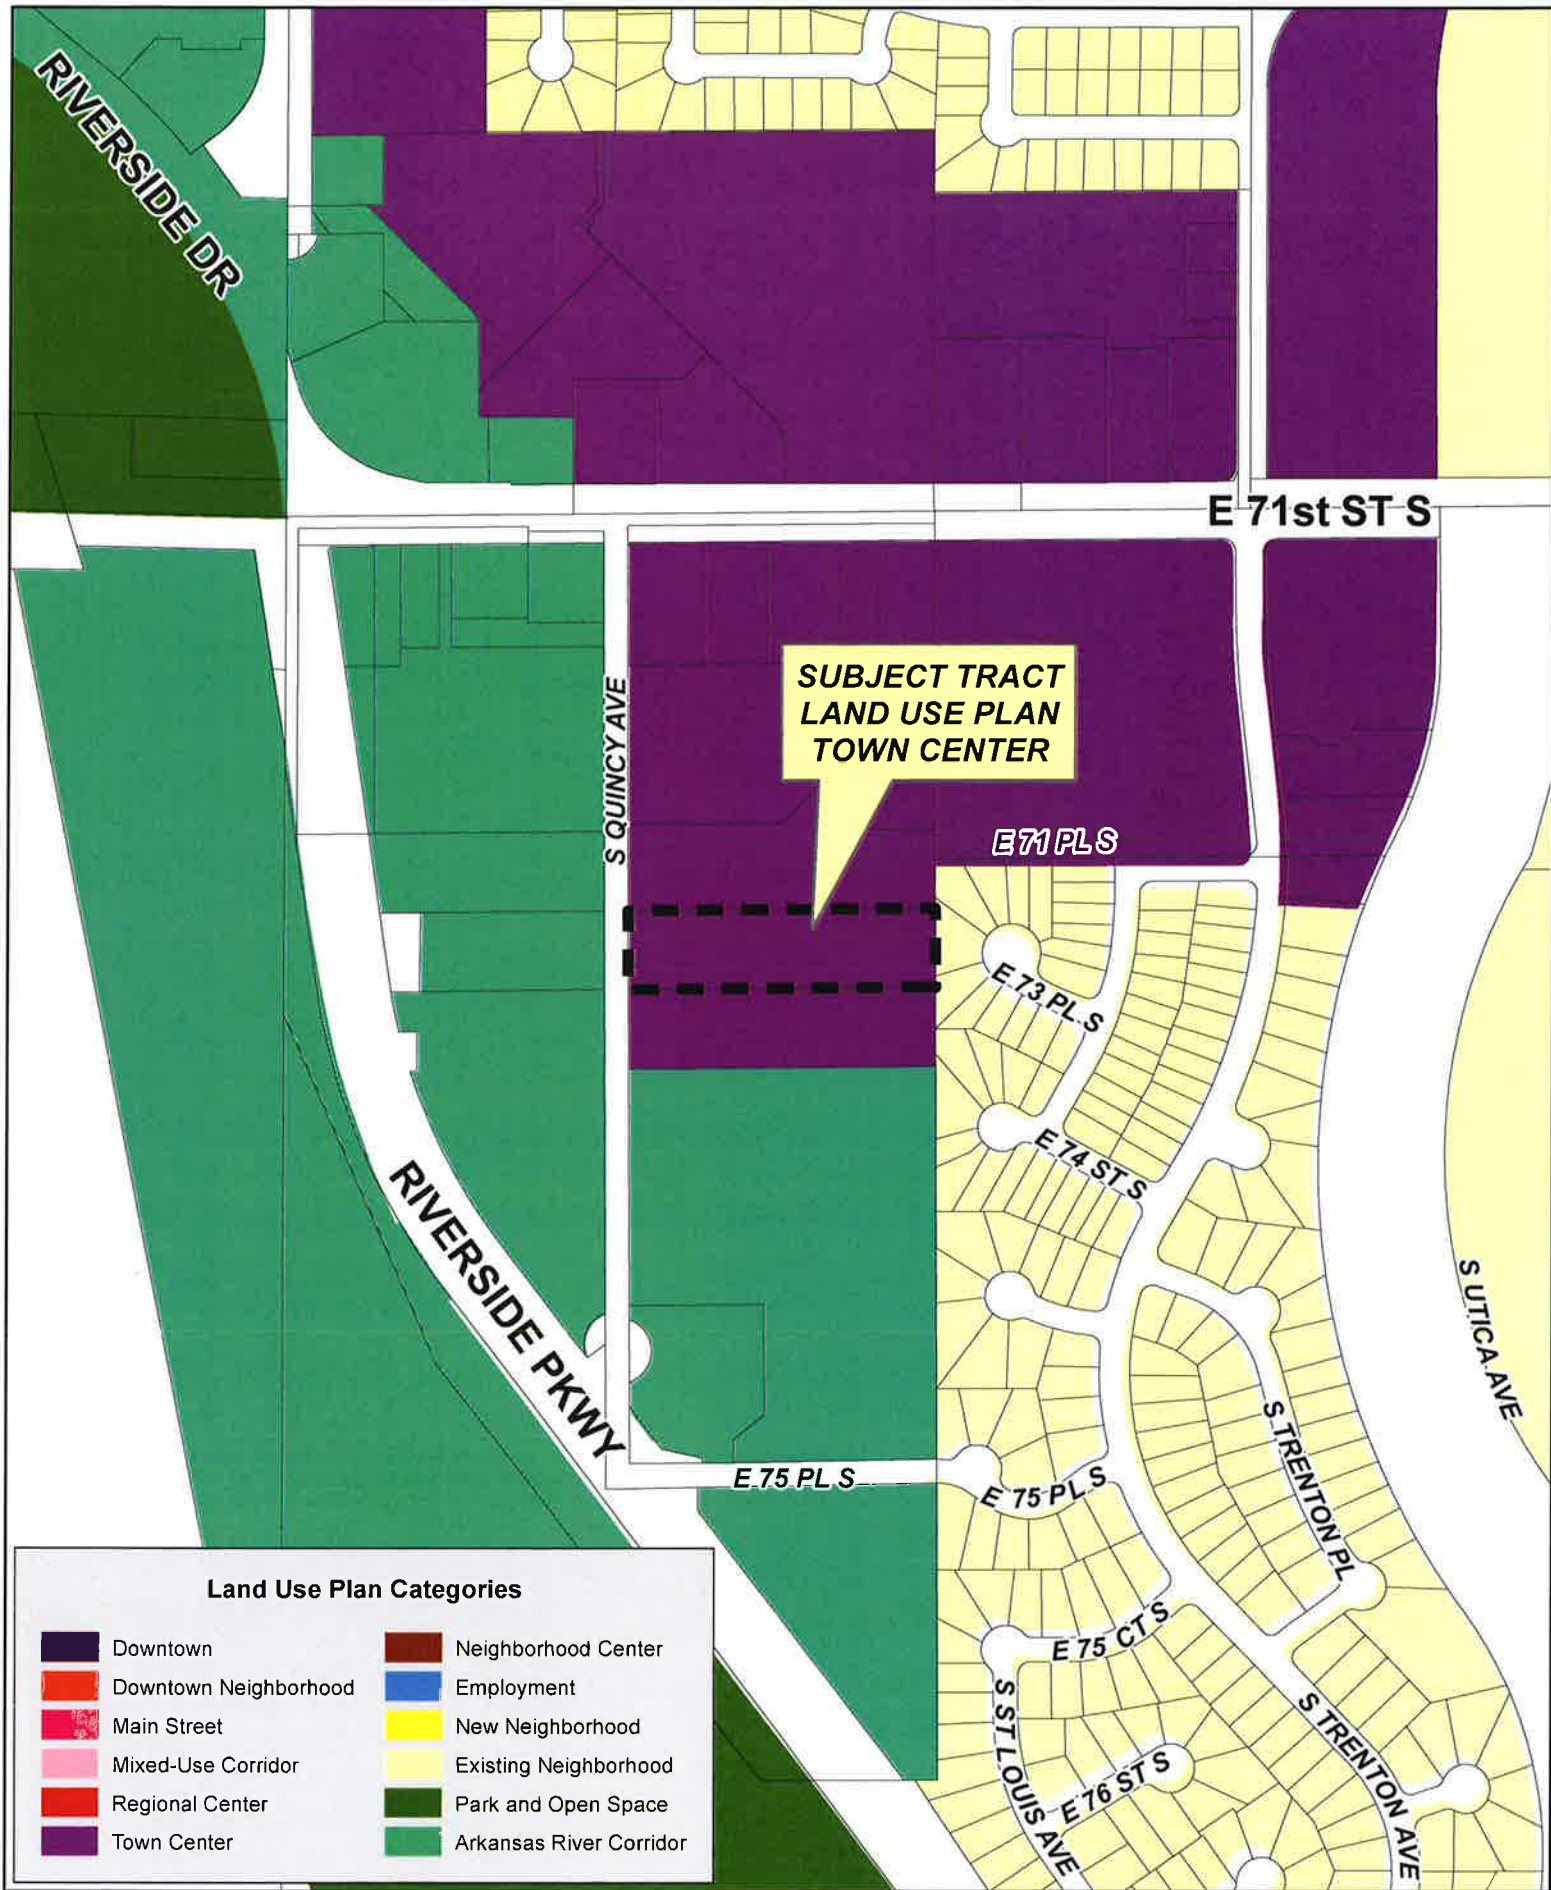 RIVERSIDE DR
E 71st ST S
SUBJECT TRACT
LAND USE PLAN
TOWN CENTER
S QUINCY AVE
E 71 PL S
E 73 PL S
E 74 ST S
RIVERSIDE PKWY
S UTICA AVE
S TRENTON PL
E 75 PL S
E 75 PL S
E 75 CT S
S ST LOUIS AVE
E 76 ST S
S TRENTON AVE
Land Use Plan Categories
Downtown
Downtown Neighborhood
Main Street
Mixed-Use Corridor
Regional Center
Town Center
Neighborhood Center
Employment
New Neighborhood
Existing Neighborhood
Park and Open Space
Arkansas River Corridor